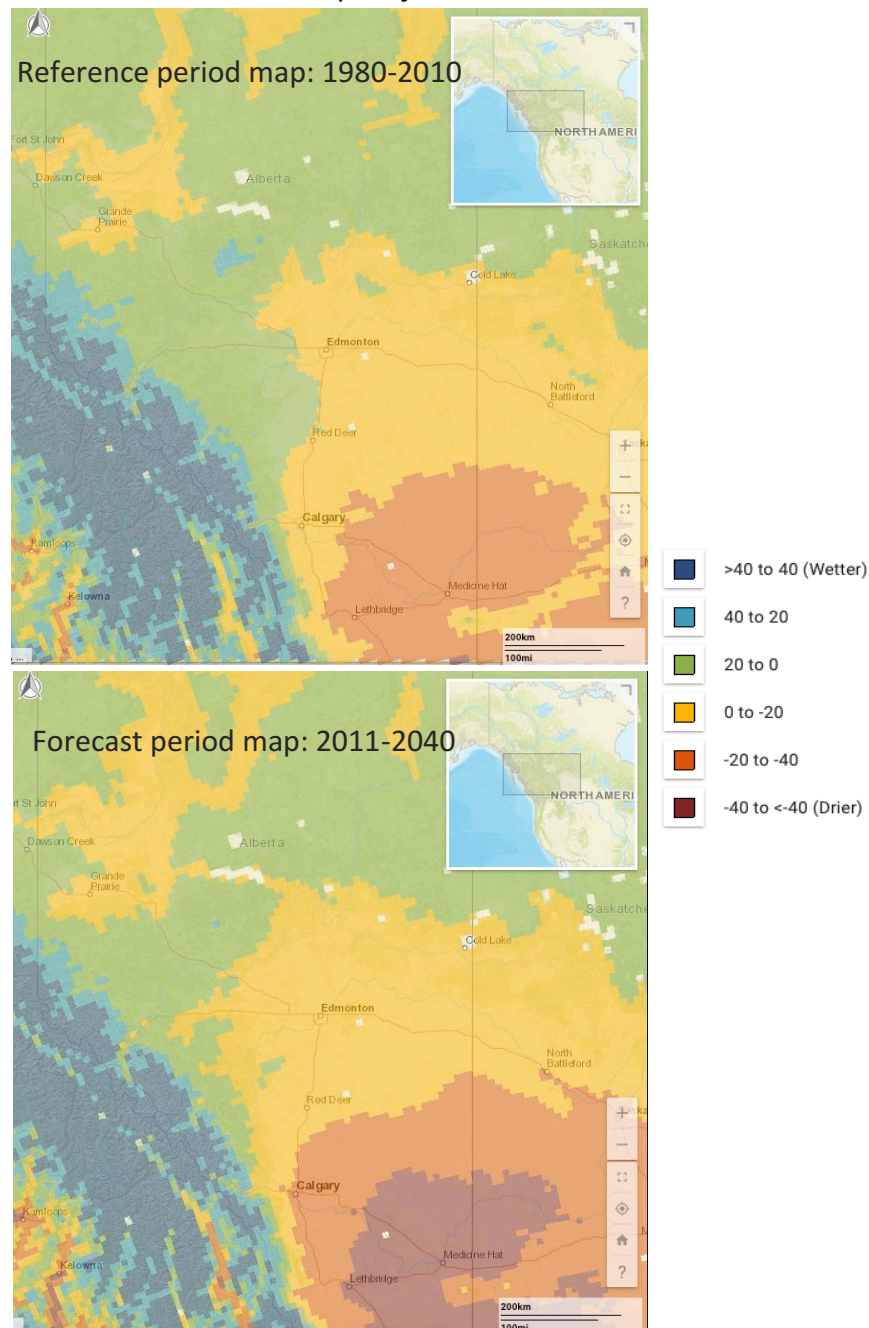 Reference period map: 1980-2010
NORTH AMERI
Fort St John
Dawson Creek
Alberta
Grande
Prairie
Saskatche
Cold Lake
Edmonton
North
Battleford
Red Deer
Calgary
Kamloops
Kelowna
Medicine Hat
Lethbridge
+
−
?
200km
100mi
>40 to 40 (Wetter)
40 to 20
20 to 0
0 to -20
-20 to -40
-40 to <-40 (Drier)
Forecast period map: 2011-2040
NORTH AMERI
rt St John
Dawson Creek
Alberta
Grande
Prairie
Saskatche
Cold Lake
Edmonton
North
Battleford
Red Deer
Calgary
Kamloops
Kelowna
Medicine Hat
Lethbridge
+
−
?
200km
100mi